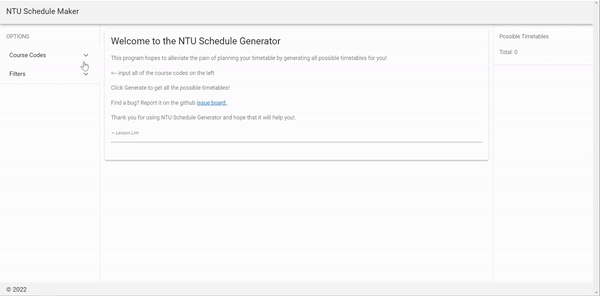 NTU Schedule Maker
OPTIONS
Course Codes
Filters
Welcome to the NTU Schedule Generator
This program hopes to alleviate the pain of planning your timetable by generating all possible timetables for you!
<-- input all of the course codes on the left
Click Generate to get all the possible timetables!
Find a bug? Report it on the github issue board.
Thank you for using NTU Schedule Generator and hope that it will help you!.
-- Lenson Lim
Possible Timetables
Total: 0
© 2022